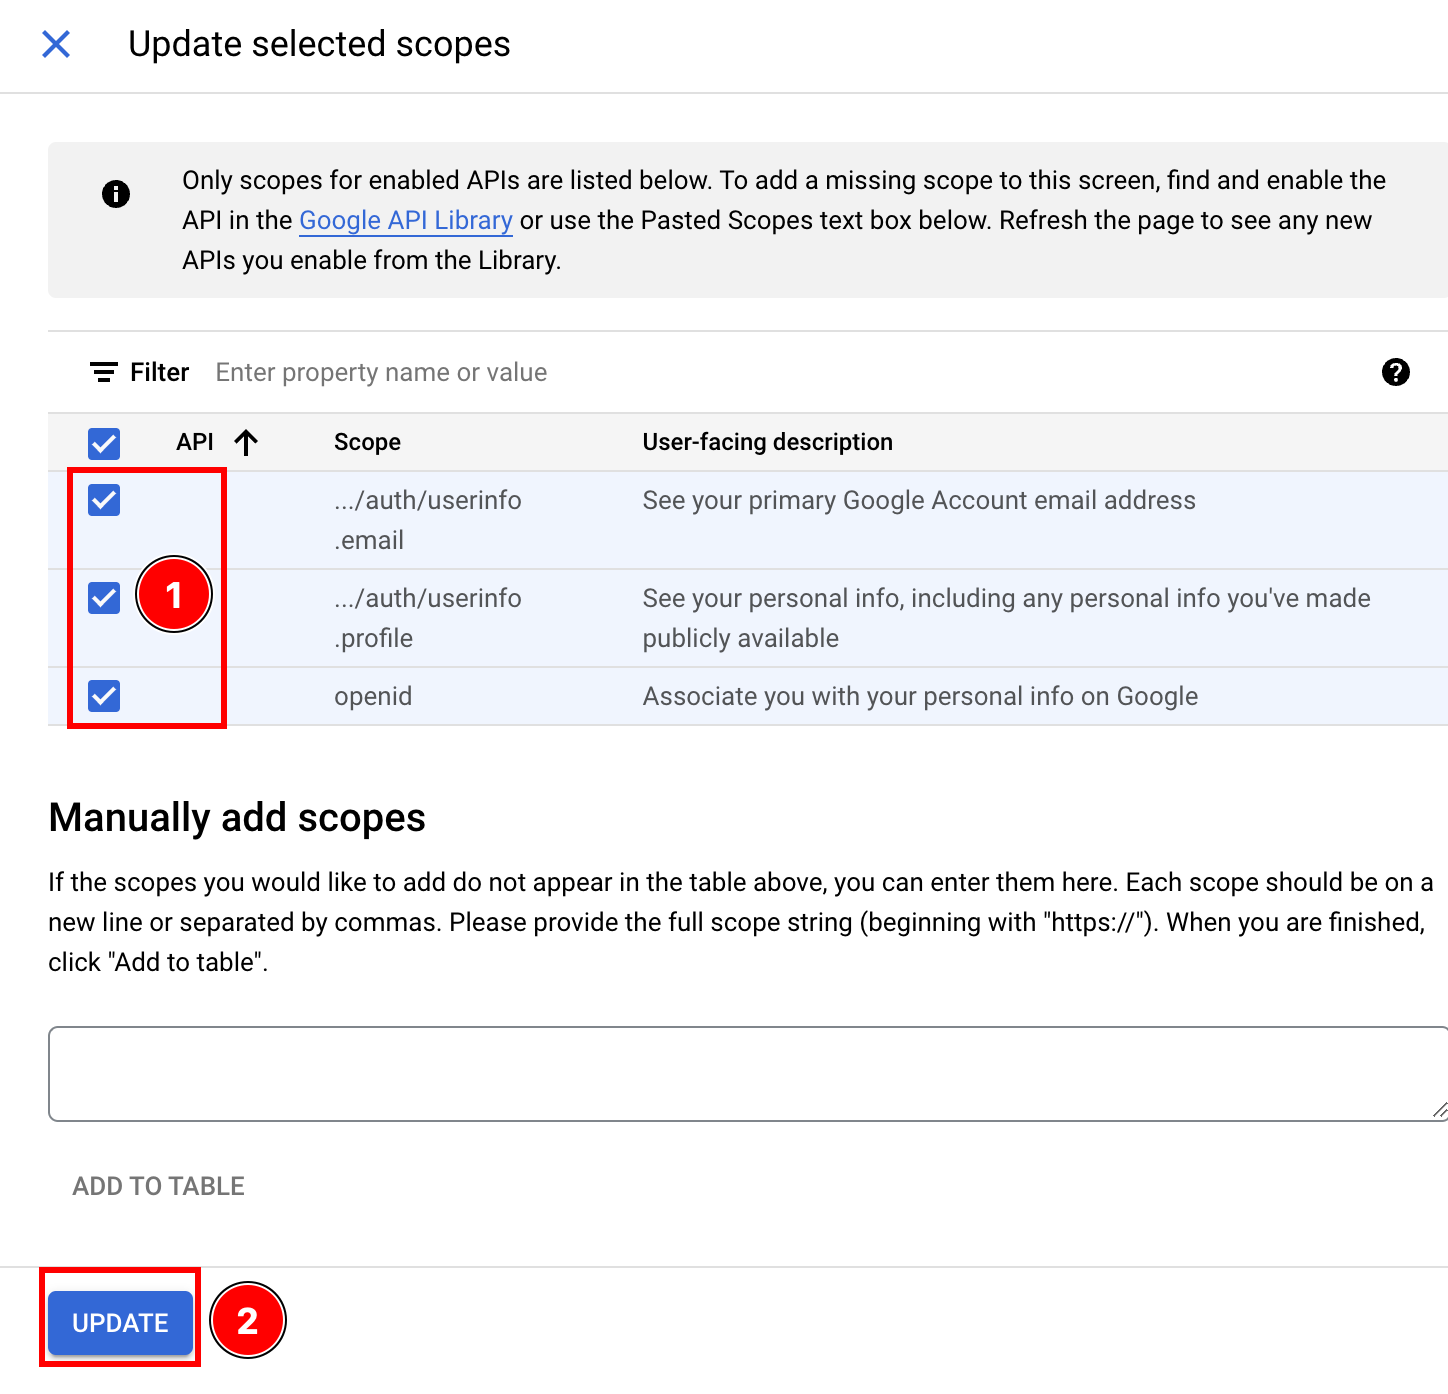 Update selected scopes
Only scopes for enabled APIs are listed below. To add a missing scope to this screen, find and enable the
API in the Google API Library or use the Pasted Scopes text box below. Refresh the page to see any new
APIs you enable from the Library.
Filter Enter property name or value
API Scope User-facing description
.../auth/userinfo See your primary Google Account email address
.email
1
.../auth/userinfo See your personal info, including any personal info you've made
.profile publicly available
openid Associate you with your personal info on Google
Manually add scopes
If the scopes you would like to add do not appear in the table above, you can enter them here. Each scope should be on a
new line or separated by commas. Please provide the full scope string (beginning with "https://"). When you are finished,
click "Add to table".
ADD TO TABLE
UPDATE 2